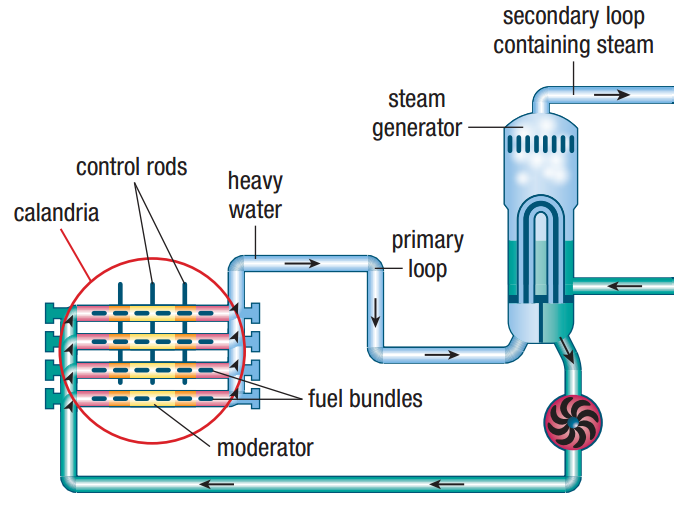 secondary loop
containing steam
steam
generator
control rods
heavy
water
calandria
primary
loop
fuel bundles
moderator